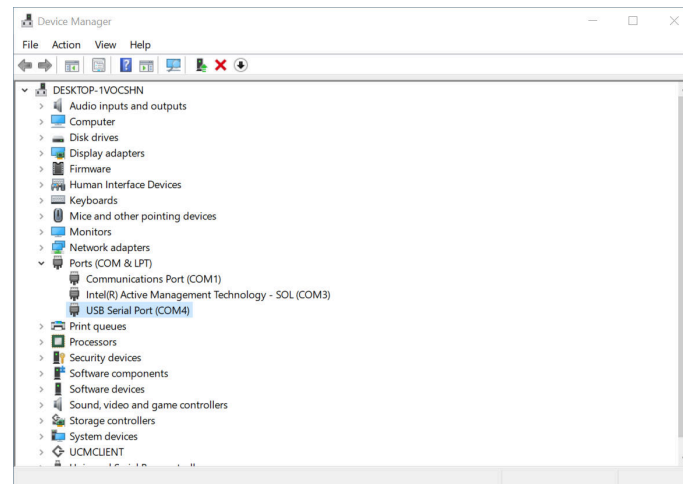 Device Manager
File Action View Help
DESKTOP-1VOCSHN
Audio inputs and outputs
Computer
Disk drives
Display adapters
Firmware
Human Interface Devices
Keyboards
Mice and other pointing devices
Monitors
Network adapters
Ports (COM & LPT)
Communications Port (COM1)
Intel(R) Active Management Technology - SOL (COM3)
USB Serial Port (COM4)
Print queues
Processors
Security devices
Software components
Software devices
Sound, video and game controllers
Storage controllers
System devices
UCMCLIENT